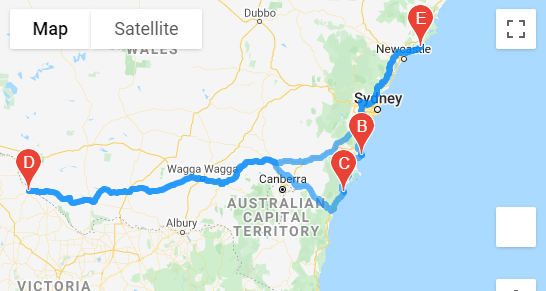 Map
Satellite
Dubbo
WALES
E
Newcastle
Sydney
B
D
C
Wagga Wagga
Canberra
AUSTRALIAN
CAPITAL
TERRITORY
Albury
VICTORIA